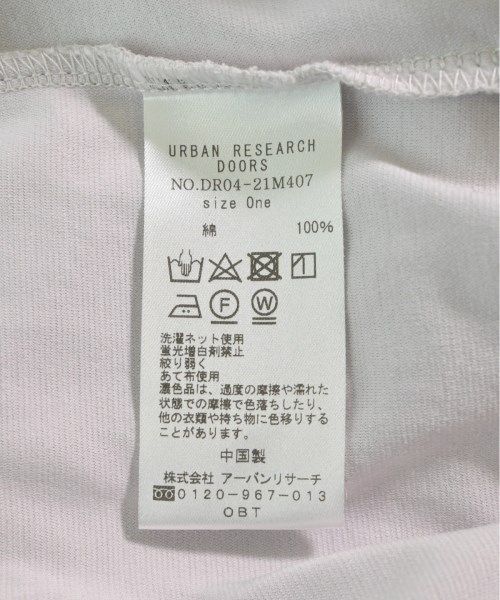 URBAN RESEARCH
DOORS
NO.DR04-21M407
size One
綿 100%
F W
洗濯ネット使用
蛍光増白剤禁止
絞り弱く
あて布使用
濃色品は、過度の摩擦や濡れた
状態での摩擦で色落ちしたり、
他の衣類や持ち物に色移りする
ことがあります。
中国製
株式会社 アーバンリサーチ
0120-967-013
OBT